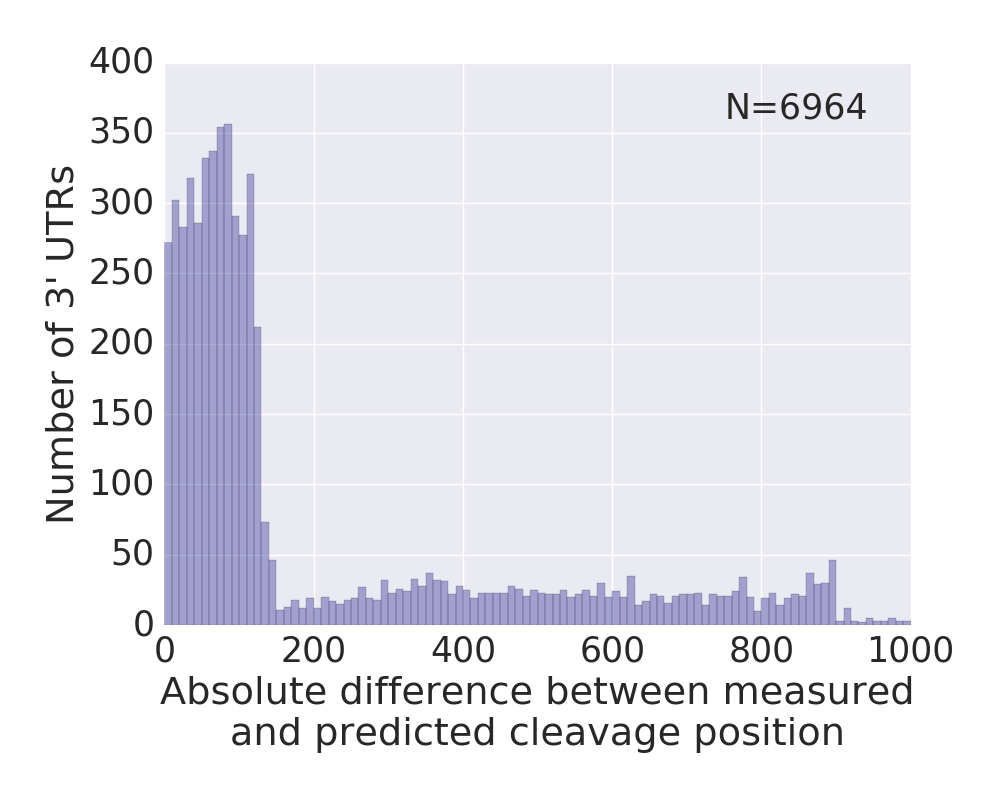 N=6964
400
350
300
250
200
150
100
50
0
Number of 3' UTRs
0 200 400 600 800 1000
Absolute difference between measured
and predicted cleavage position